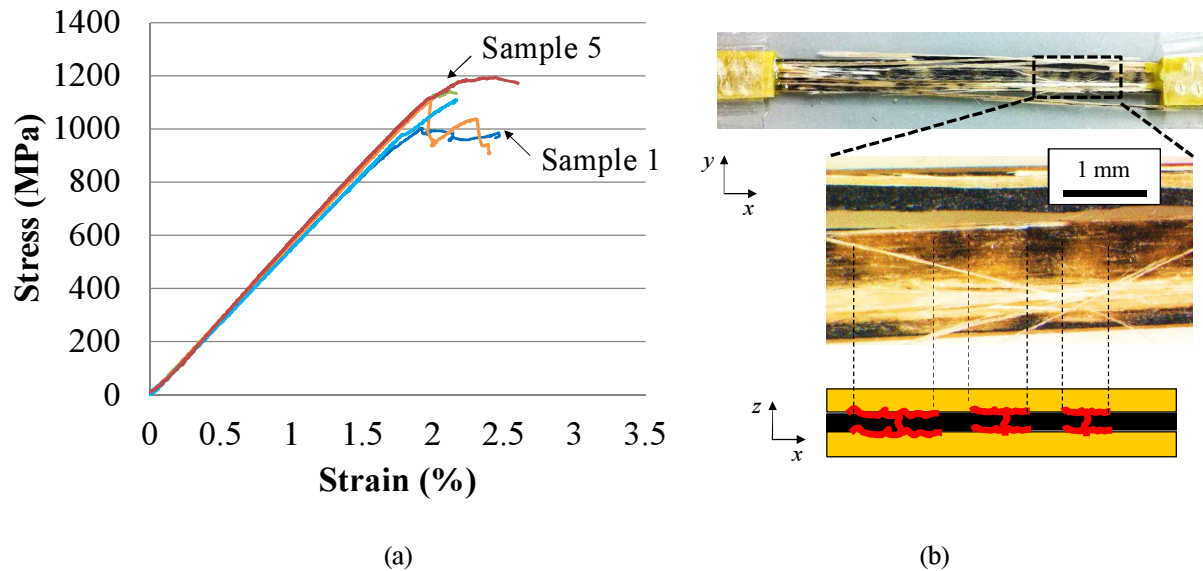 1400
1200
1000
800
600
400
200
0
Stress (MPa)
0 0.5 1 1.5 2 2.5 3 3.5
Strain (%)
Sample 5
Sample 1
(a)
y
x
1 mm
z
x
(b)